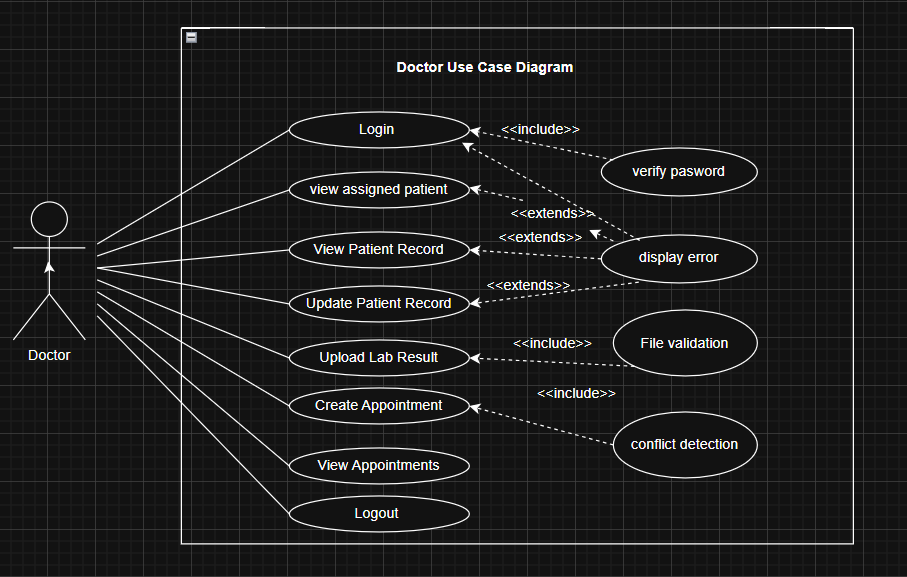 Doctor Use Case Diagram
Login
<<include>>
verify pasword
view assigned patient
<<extends>>
<<extends>>
View Patient Record
display error
<<extends>>
Update Patient Record
Doctor
Upload Lab Result
<<include>>
File validation
<<include>>
Create Appointment
conflict detection
View Appointments
Logout